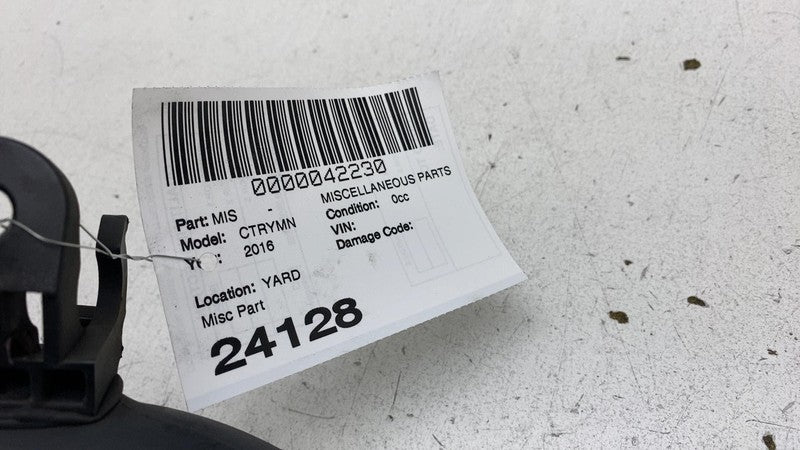 0000042230
Part: MIS - MISCELLANEOUS PARTS
Model: CTRYMN Condition: 0cc
2016 VIN:
Damage Code:
Location: YARD
Misc Part
24128